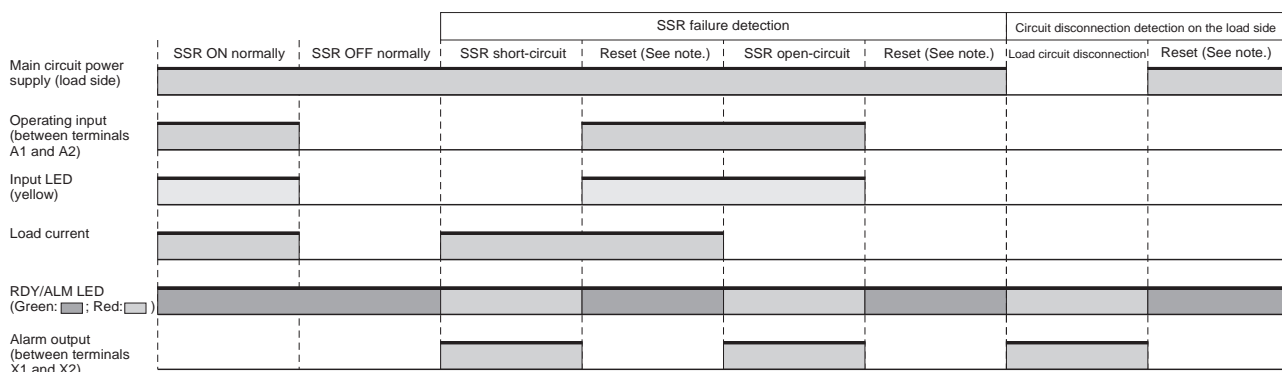 SSR failure detection
Circuit disconnection detection on the load side
SSR ON normally
SSR OFF normally
SSR short-circuit
Reset (See note.)
SSR open-circuit
Reset (See note.)
Load circuit disconnection
Reset (See note.)
Main circuit power
supply (load side)
Operating input
(between terminals
A1 and A2)
Input LED
(yellow)
Load current
RDY/ALM LED
(Green: ; Red: )
Alarm output
(between terminals
X1 and X2)